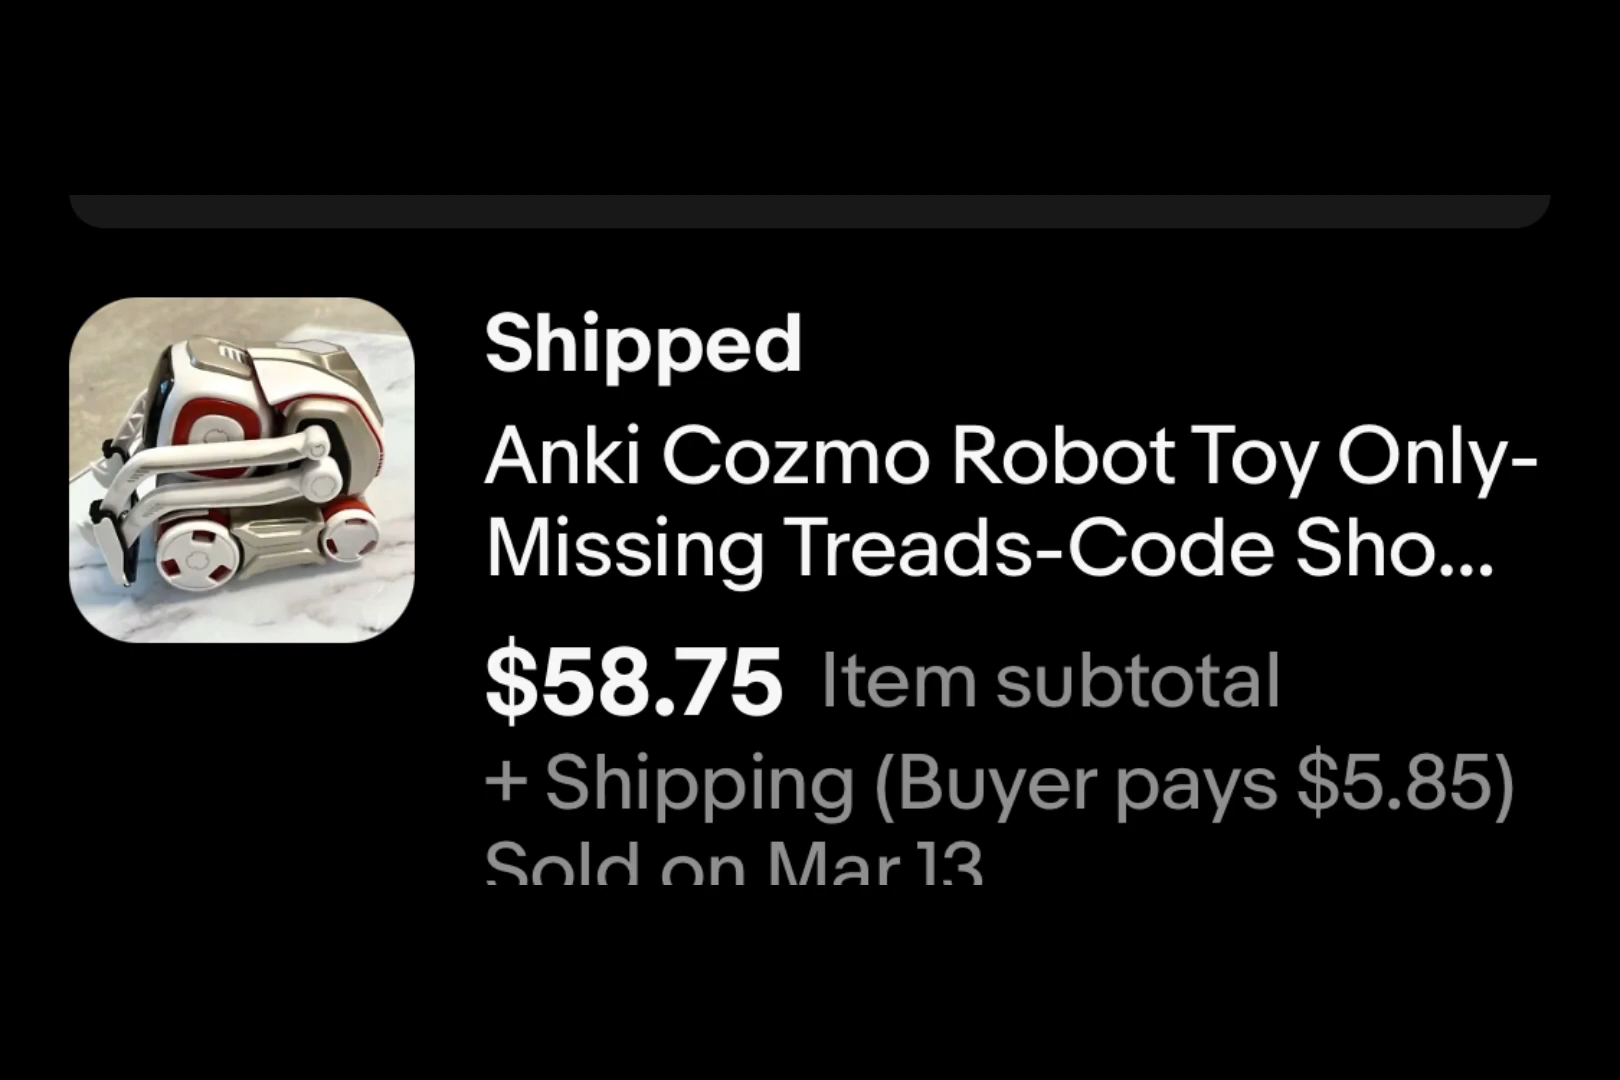 Shipped
Anki Cozmo Robot Toy Only-
Missing Treads-Code Sho...
$58.75 Item subtotal
+ Shipping (Buyer pays $5.85)
Sold on Mar 13